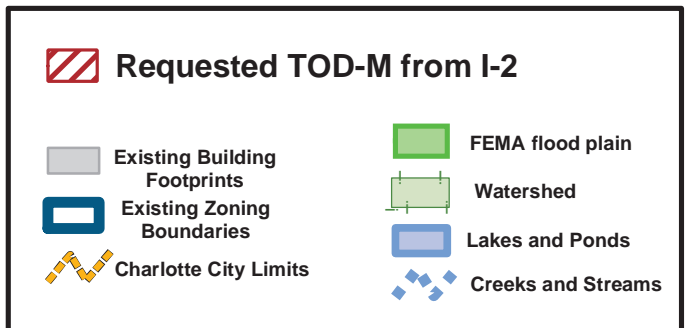 Requested TOD-M from I-2
Existing Building
Footprints
Existing Zoning
Boundaries
Charlotte City Limits
FEMA flood plain
Watershed
Lakes and Ponds
Creeks and Streams